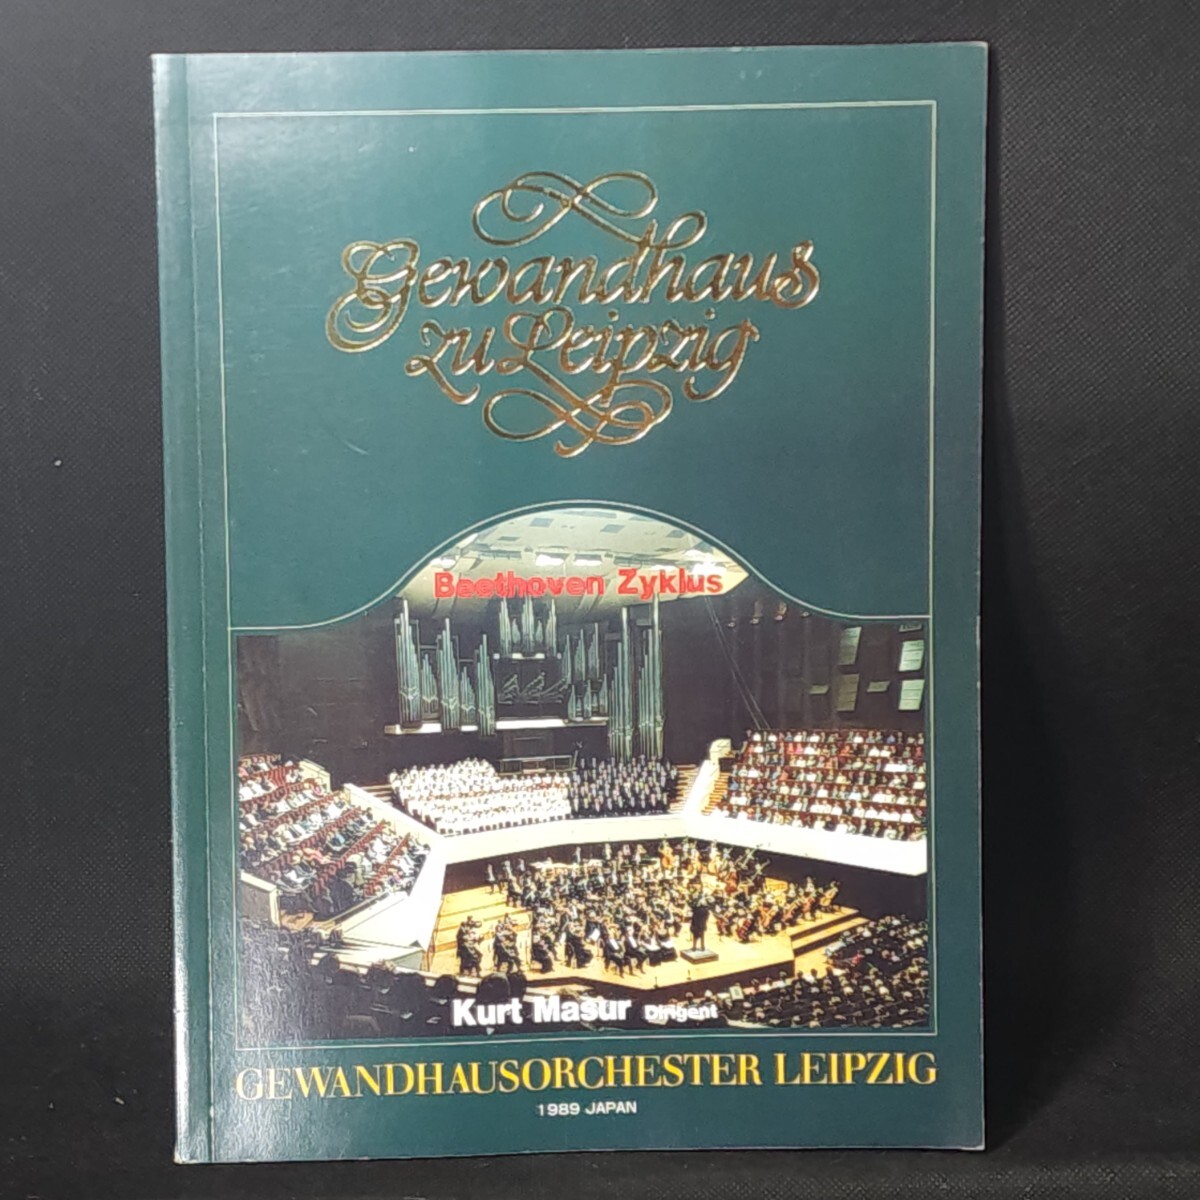 Gewandhaus
zu Leipzig
Beethoven Zyklus
Kurt Masur Dirigent
GEWANDHAUSORCHESTER LEIPZIG
1989 JAPAN